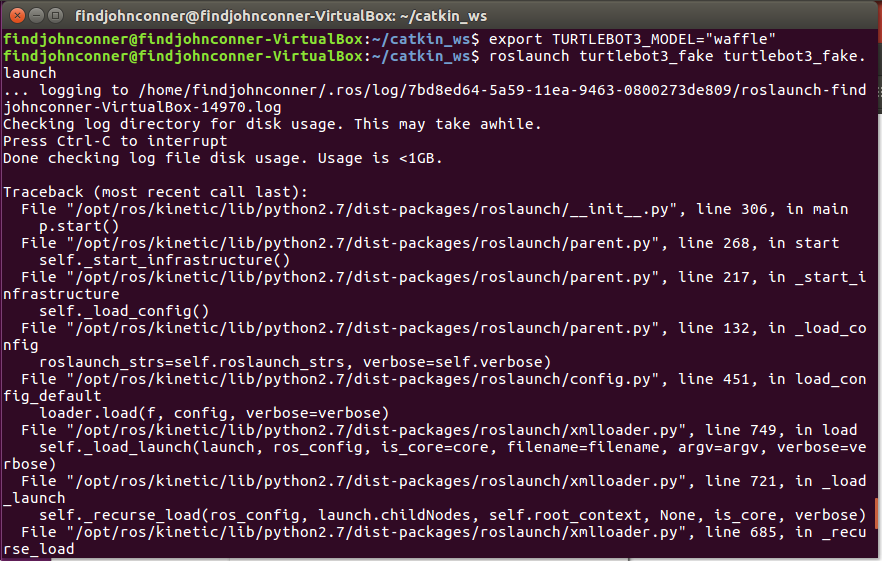 findjohnconner@findjohnconner-VirtualBox: ~/catkin_ws
findjohnconner@findjohnconner-VirtualBox:~/catkin_ws$ export TURTLEBOT3_MODEL="waffle"
findjohnconner@findjohnconner-VirtualBox:~/catkin_ws$ roslaunch turtlebot3_fake turtlebot3_fake.
launch
... logging to /home/findjohnconner/.ros/log/7bd8ed64-5a59-11ea-9463-0800273de809/roslaunch-find
johnconner-VirtualBox-14970.log
Checking log directory for disk usage. This may take awhile.
Press Ctrl-C to interrupt
Done checking log file disk usage. Usage is <1GB.
Traceback (most recent call last):
  File "/opt/ros/kinetic/lib/python2.7/dist-packages/roslaunch/__init__.py", line 306, in main
    p.start()
  File "/opt/ros/kinetic/lib/python2.7/dist-packages/roslaunch/parent.py", line 268, in start
    self._start_infrastructure()
  File "/opt/ros/kinetic/lib/python2.7/dist-packages/roslaunch/parent.py", line 217, in _start_i
nfrastructure
    self._load_config()
  File "/opt/ros/kinetic/lib/python2.7/dist-packages/roslaunch/parent.py", line 132, in _load_co
nfig
    roslaunch_strs=self.roslaunch_strs, verbose=self.verbose)
  File "/opt/ros/kinetic/lib/python2.7/dist-packages/roslaunch/config.py", line 451, in load_con
fig_default
    loader.load(f, config, verbose=verbose)
  File "/opt/ros/kinetic/lib/python2.7/dist-packages/roslaunch/xmlloader.py", line 749, in load
    self._load_launch(launch, ros_config, is_core=core, filename=filename, argv=argv, verbose=ve
rbose)
  File "/opt/ros/kinetic/lib/python2.7/dist-packages/roslaunch/xmlloader.py", line 721, in _load
_launch
    self._recurse_load(ros_config, launch.childNodes, self.root_context, None, is_core, verbose)
  File "/opt/ros/kinetic/lib/python2.7/dist-packages/roslaunch/xmlloader.py", line 685, in _recu
rse_load